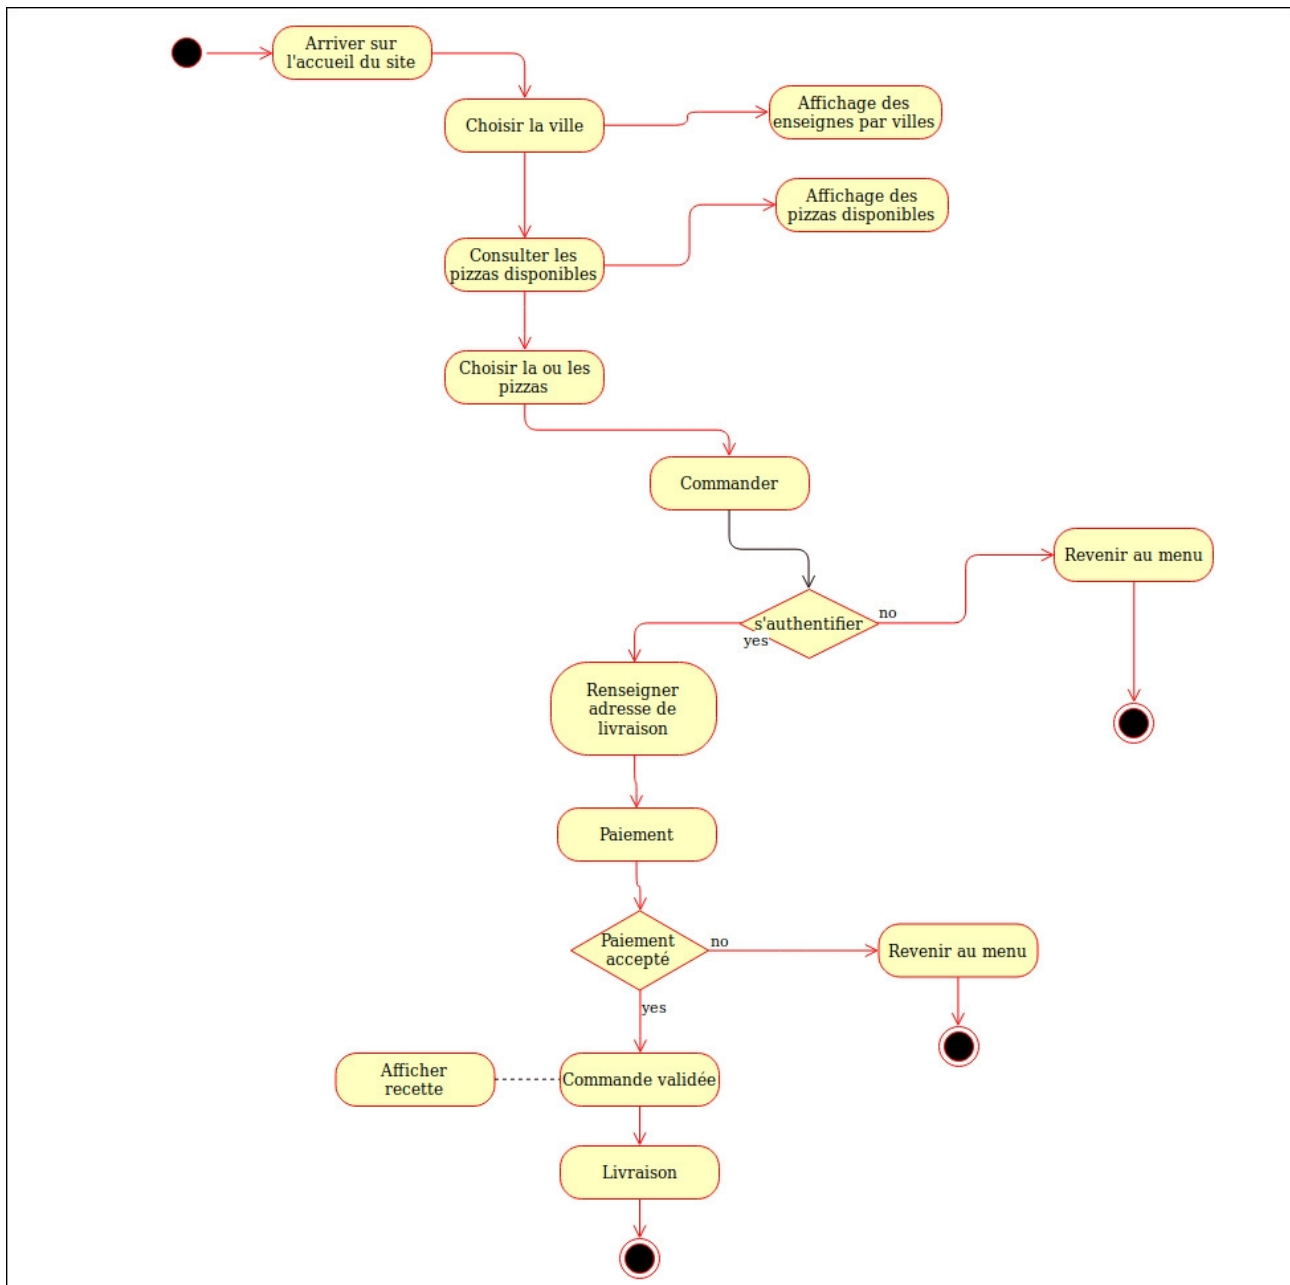 Arriver sur
l'accueil du site
Choisir la ville
Affichage des
enseignes par villes
Affichage des
pizzas disponibles
Consulter les
pizzas disponibles
Choisir la ou les
pizzas
Commander
Revenir au menu
s'authentifier
no
yes
Renseigner
adresse de
livraison
Paiement
Paiement
accepté
no
Revenir au menu
yes
Afficher
recette
Commande validée
Livraison